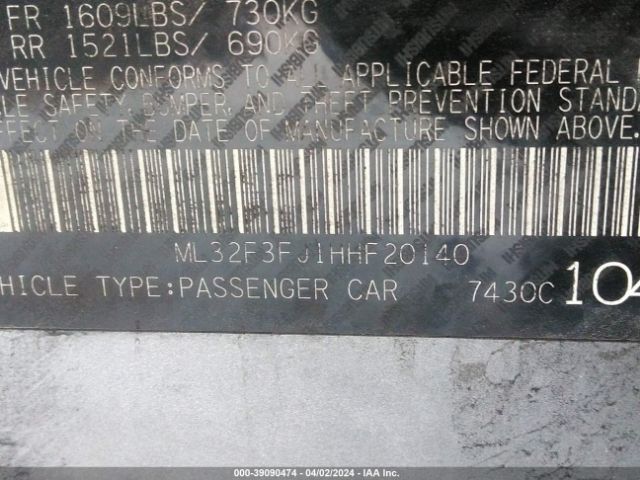 FR 1609LBS/ 730KG
RR 1521LBS/ 690KG
VEHICLE CONFORMS TO ALL APPLICABLE FEDERAL
LE SAFETY, BUMPER, AND THEFT PREVENTION STANDA
EFFECT ON THE DATE OF MANUFACTURE SHOWN ABOVE.
ML32F3FJ1HHF20140
HICLE TYPE:PASSENGER CAR 7430C 104
000-39090474 | 04/02/2024 | IAA Inc.